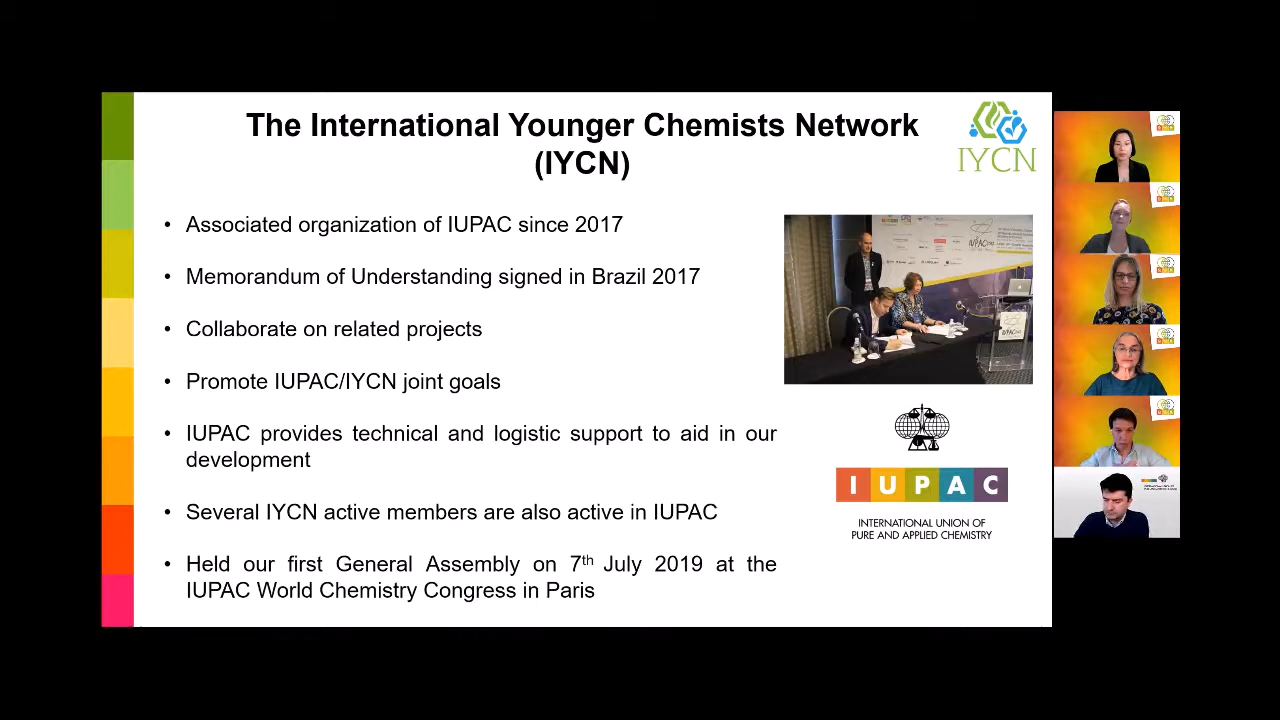 The International Younger Chemists Network
(IYCN)
IYCN
• Associated organization of IUPAC since 2017
• Memorandum of Understanding signed in Brazil 2017
• Collaborate on related projects
• Promote IUPAC/IYCN joint goals
• IUPAC provides technical and logistic support to aid in our
development
• Several IYCN active members are also active in IUPAC
• Held our first General Assembly on 7th July 2019 at the
IUPAC World Chemistry Congress in Paris
IUPAC
I U P A C
INTERNATIONAL UNION OF
PURE AND APPLIED CHEMISTRY